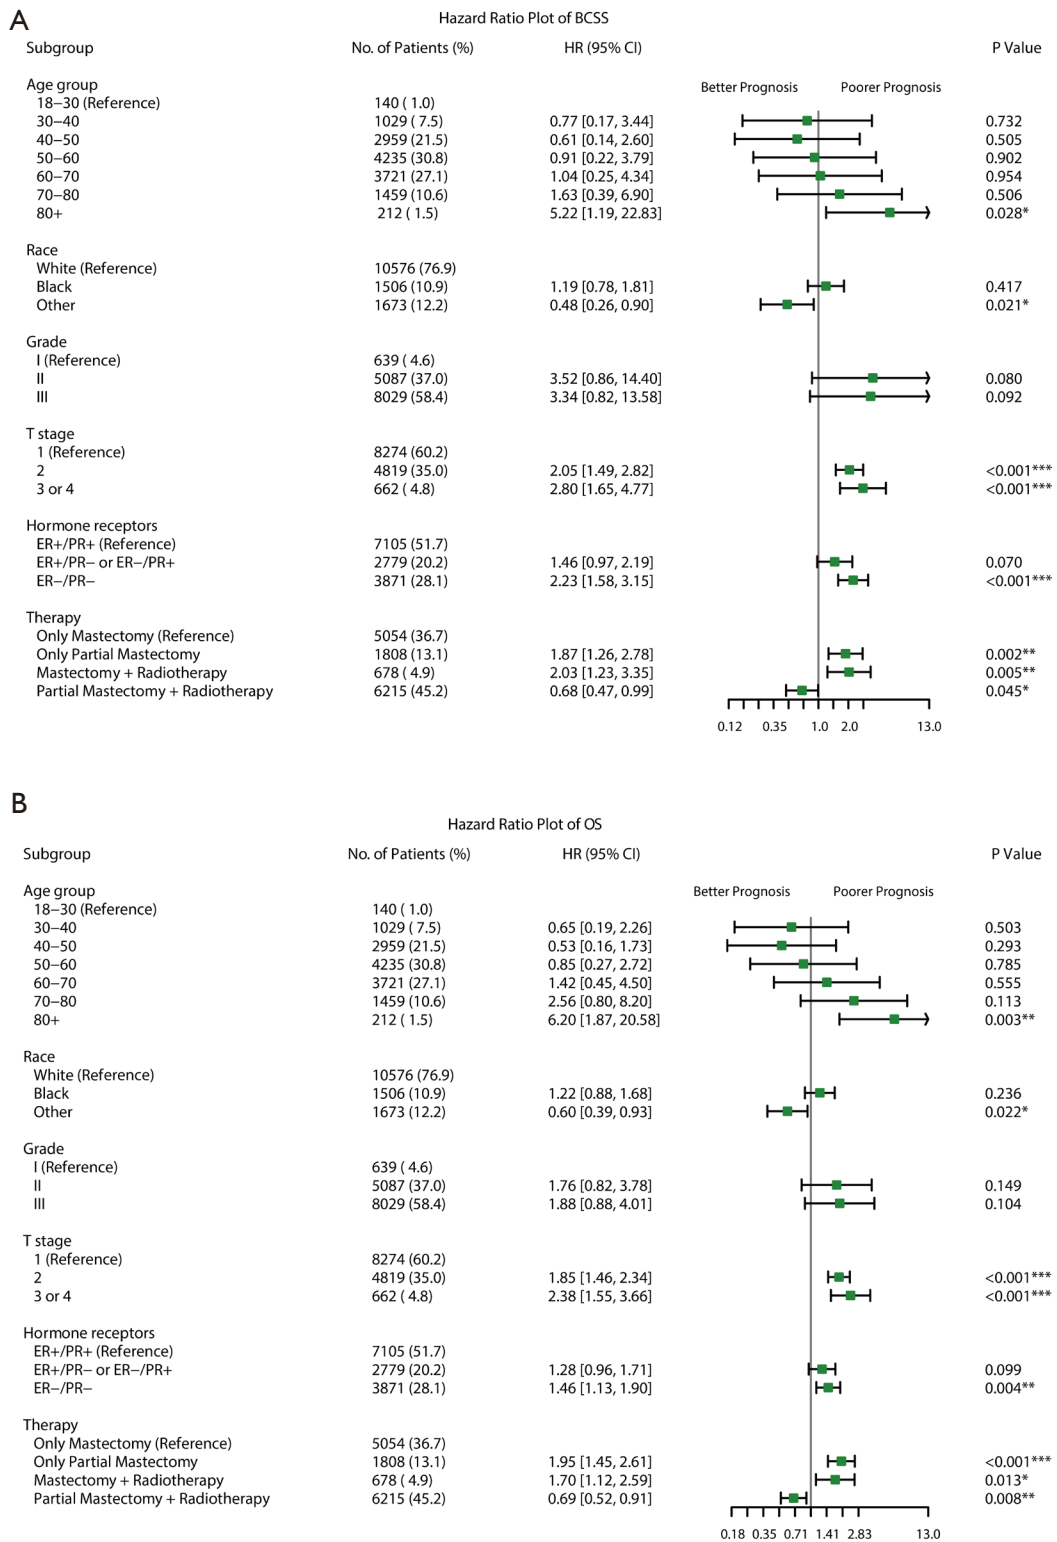 A
Hazard Ratio Plot of BCSS
Subgroup No. of Patients (%) HR (95% CI) P Value
Age group Better Prognosis Poorer Prognosis
18−30 (Reference) 140 ( 1.0)
30−40 1029 ( 7.5) 0.77 [0.17, 3.44] 0.732
40−50 2959 (21.5) 0.61 [0.14, 2.60] 0.505
50−60 4235 (30.8) 0.91 [0.22, 3.79] 0.902
60−70 3721 (27.1) 1.04 [0.25, 4.34] 0.954
70−80 1459 (10.6) 1.63 [0.39, 6.90] 0.506
80+ 212 ( 1.5) 5.22 [1.19, 22.83] 0.028*
Race
White (Reference) 10576 (76.9)
Black 1506 (10.9) 1.19 [0.78, 1.81] 0.417
Other 1673 (12.2) 0.48 [0.26, 0.90] 0.021*
Grade
I (Reference) 639 ( 4.6)
II 5087 (37.0) 3.52 [0.86, 14.40] 0.080
III 8029 (58.4) 3.34 [0.82, 13.58] 0.092
T stage
1 (Reference) 8274 (60.2)
2 4819 (35.0) 2.05 [1.49, 2.82] <0.001***
3 or 4 662 ( 4.8) 2.80 [1.65, 4.77] <0.001***
Hormone receptors
ER+/PR+ (Reference) 7105 (51.7)
ER+/PR− or ER−/PR+ 2779 (20.2) 1.46 [0.97, 2.19] 0.070
ER−/PR− 3871 (28.1) 2.23 [1.58, 3.15] <0.001***
Therapy
Only Mastectomy (Reference) 5054 (36.7)
Only Partial Mastectomy 1808 (13.1) 1.87 [1.26, 2.78] 0.002**
Mastectomy + Radiotherapy 678 ( 4.9) 2.03 [1.23, 3.35] 0.005**
Partial Mastectomy + Radiotherapy 6215 (45.2) 0.68 [0.47, 0.99] 0.045*
0.12 0.35 1.0 2.0 13.0
B
Hazard Ratio Plot of OS
Subgroup No. of Patients (%) HR (95% CI) P Value
Age group Better Prognosis Poorer Prognosis
18−30 (Reference) 140 ( 1.0)
30−40 1029 ( 7.5) 0.65 [0.19, 2.26] 0.503
40−50 2959 (21.5) 0.53 [0.16, 1.73] 0.293
50−60 4235 (30.8) 0.85 [0.27, 2.72] 0.785
60−70 3721 (27.1) 1.42 [0.45, 4.50] 0.555
70−80 1459 (10.6) 2.56 [0.80, 8.20] 0.113
80+ 212 ( 1.5) 6.20 [1.87, 20.58] 0.003**
Race
White (Reference) 10576 (76.9)
Black 1506 (10.9) 1.22 [0.88, 1.68] 0.236
Other 1673 (12.2) 0.60 [0.39, 0.93] 0.022*
Grade
I (Reference) 639 ( 4.6)
II 5087 (37.0) 1.76 [0.82, 3.78] 0.149
III 8029 (58.4) 1.88 [0.88, 4.01] 0.104
T stage
1 (Reference) 8274 (60.2)
2 4819 (35.0) 1.85 [1.46, 2.34] <0.001***
3 or 4 662 ( 4.8) 2.38 [1.55, 3.66] <0.001***
Hormone receptors
ER+/PR+ (Reference) 7105 (51.7)
ER+/PR− or ER−/PR+ 2779 (20.2) 1.28 [0.96, 1.71] 0.099
ER−/PR− 3871 (28.1) 1.46 [1.13, 1.90] 0.004**
Therapy
Only Mastectomy (Reference) 5054 (36.7)
Only Partial Mastectomy 1808 (13.1) 1.95 [1.45, 2.61] <0.001***
Mastectomy + Radiotherapy 678 ( 4.9) 1.70 [1.12, 2.59] 0.013*
Partial Mastectomy + Radiotherapy 6215 (45.2) 0.69 [0.52, 0.91] 0.008**
0.18 0.35 0.71 1.41 2.83 13.0